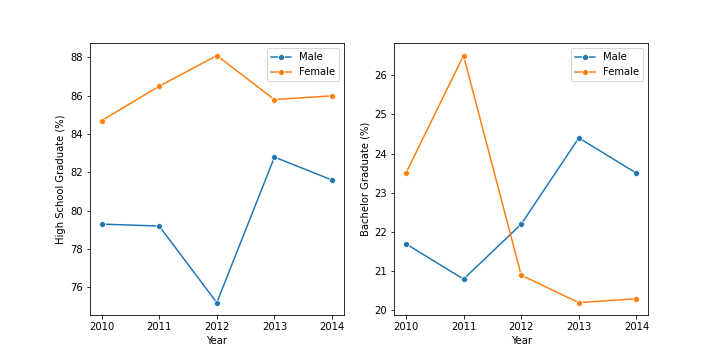 High School Graduate (%)
88
86
84
82
80
78
76
2010 2011 2012 2013 2014
Year
Male
Female
Bachelor Graduate (%)
26
25
24
23
22
21
20
2010 2011 2012 2013 2014
Year
Male
Female